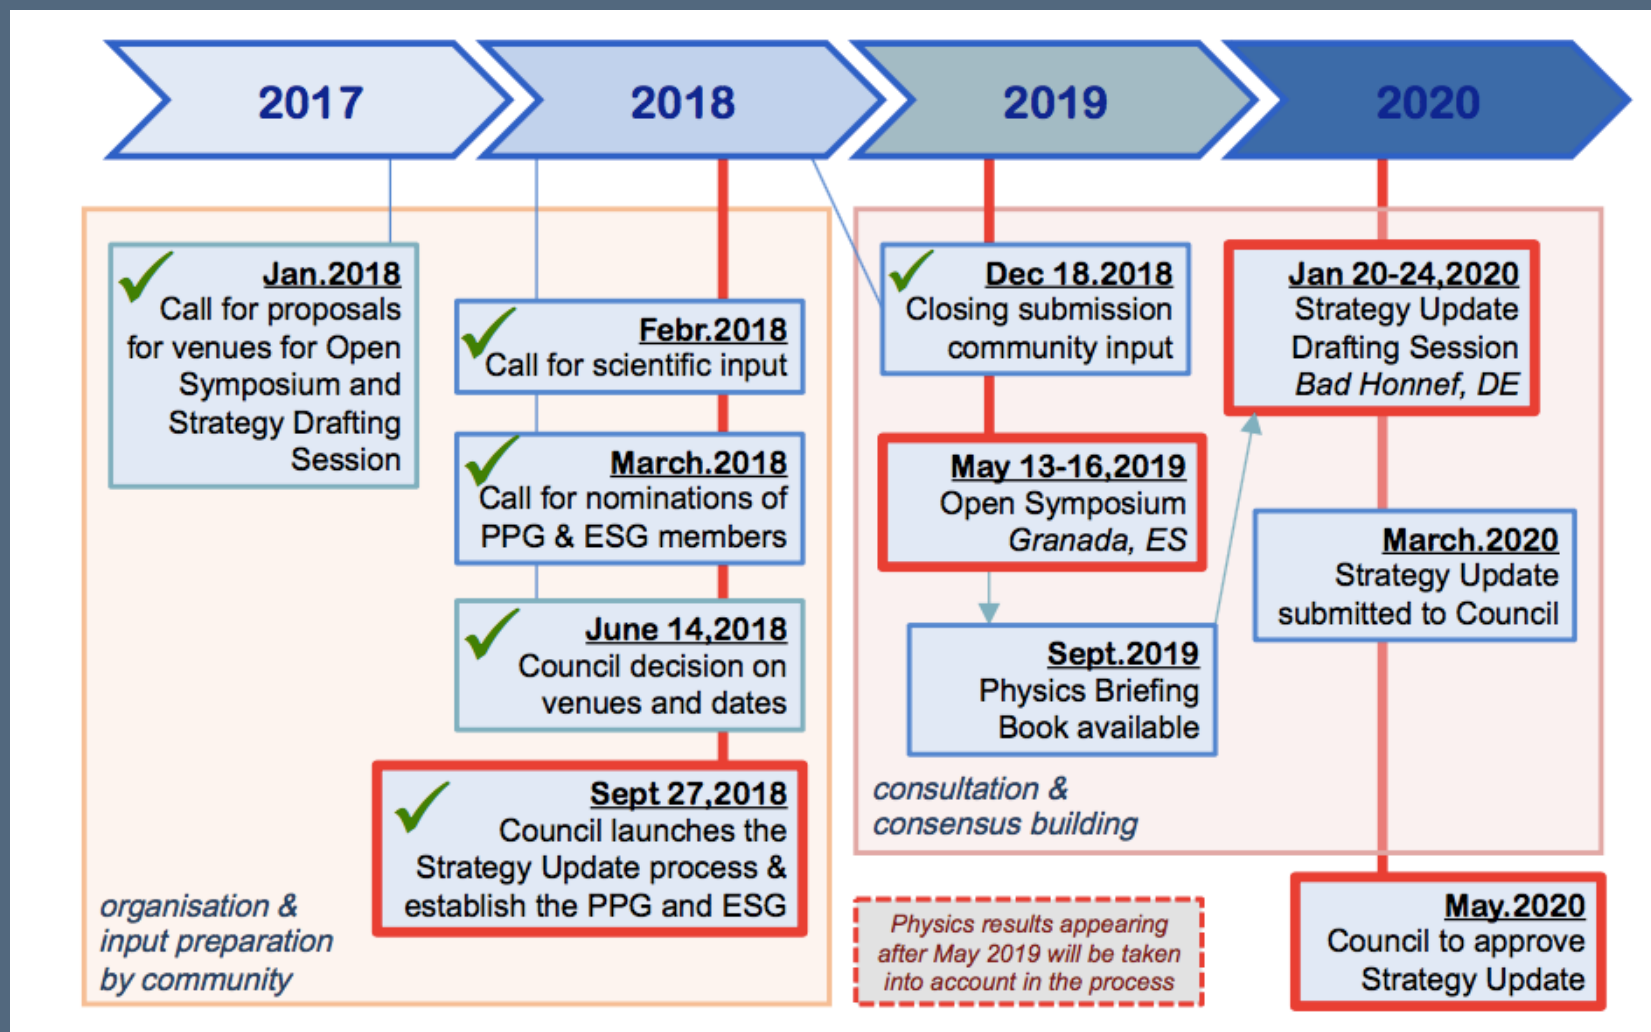 2017
2018
2019
2020
Jan.2018
Call for proposals
for venues for Open
Symposium and
Strategy Drafting
Session
Febr.2018
Call for scientific input
March.2018
Call for nominations of
PPG & ESG members
June 14,2018
Council decision on
venues and dates
Sept 27,2018
Council launches the
Strategy Update process &
establish the PPG and ESG
organisation &
input preparation
by community
Dec 18.2018
Closing submission
community input
May 13-16,2019
Open Symposium
Granada, ES
Sept.2019
Physics Briefing
Book available
consultation &
consensus building
Physics results appearing
after May 2019 will be taken
into account in the process
Jan 20-24,2020
Strategy Update
Drafting Session
Bad Honnef, DE
March.2020
Strategy Update
submitted to Council
May.2020
Council to approve
Strategy Update